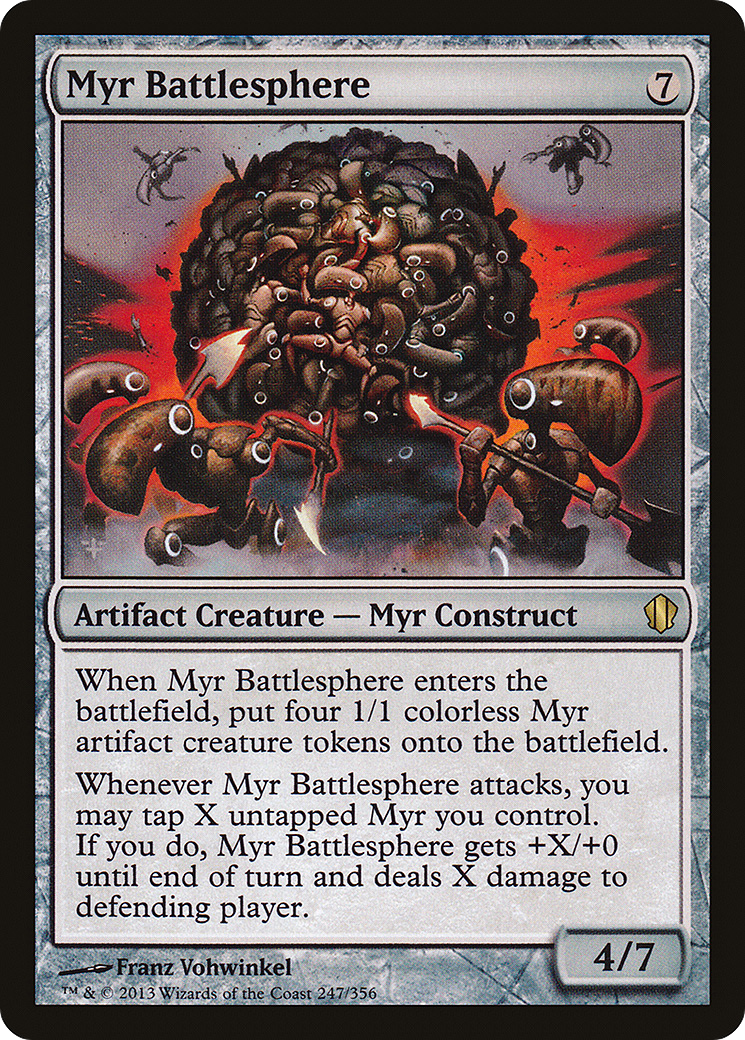 Myr Battlesphere 7
Artifact Creature — Myr Construct
When Myr Battlesphere enters the
battlefield, put four 1/1 colorless Myr
artifact creature tokens onto the battlefield.
Whenever Myr Battlesphere attacks, you
may tap X untapped Myr you control.
If you do, Myr Battlesphere gets +X/+0
until end of turn and deals X damage to
defending player.
4/7
Franz Vohwinkel
™ & © 2013 Wizards of the Coast 247/356